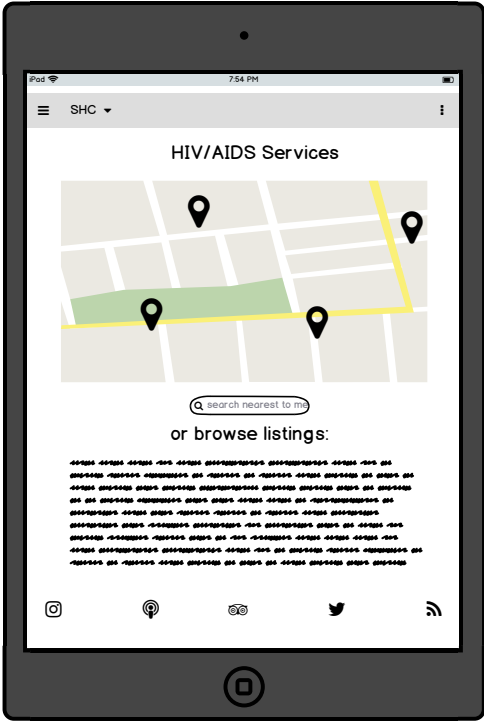 iPad 7:54 PM
SHC
HIV/AIDS Services
search nearest to me
or browse listings: